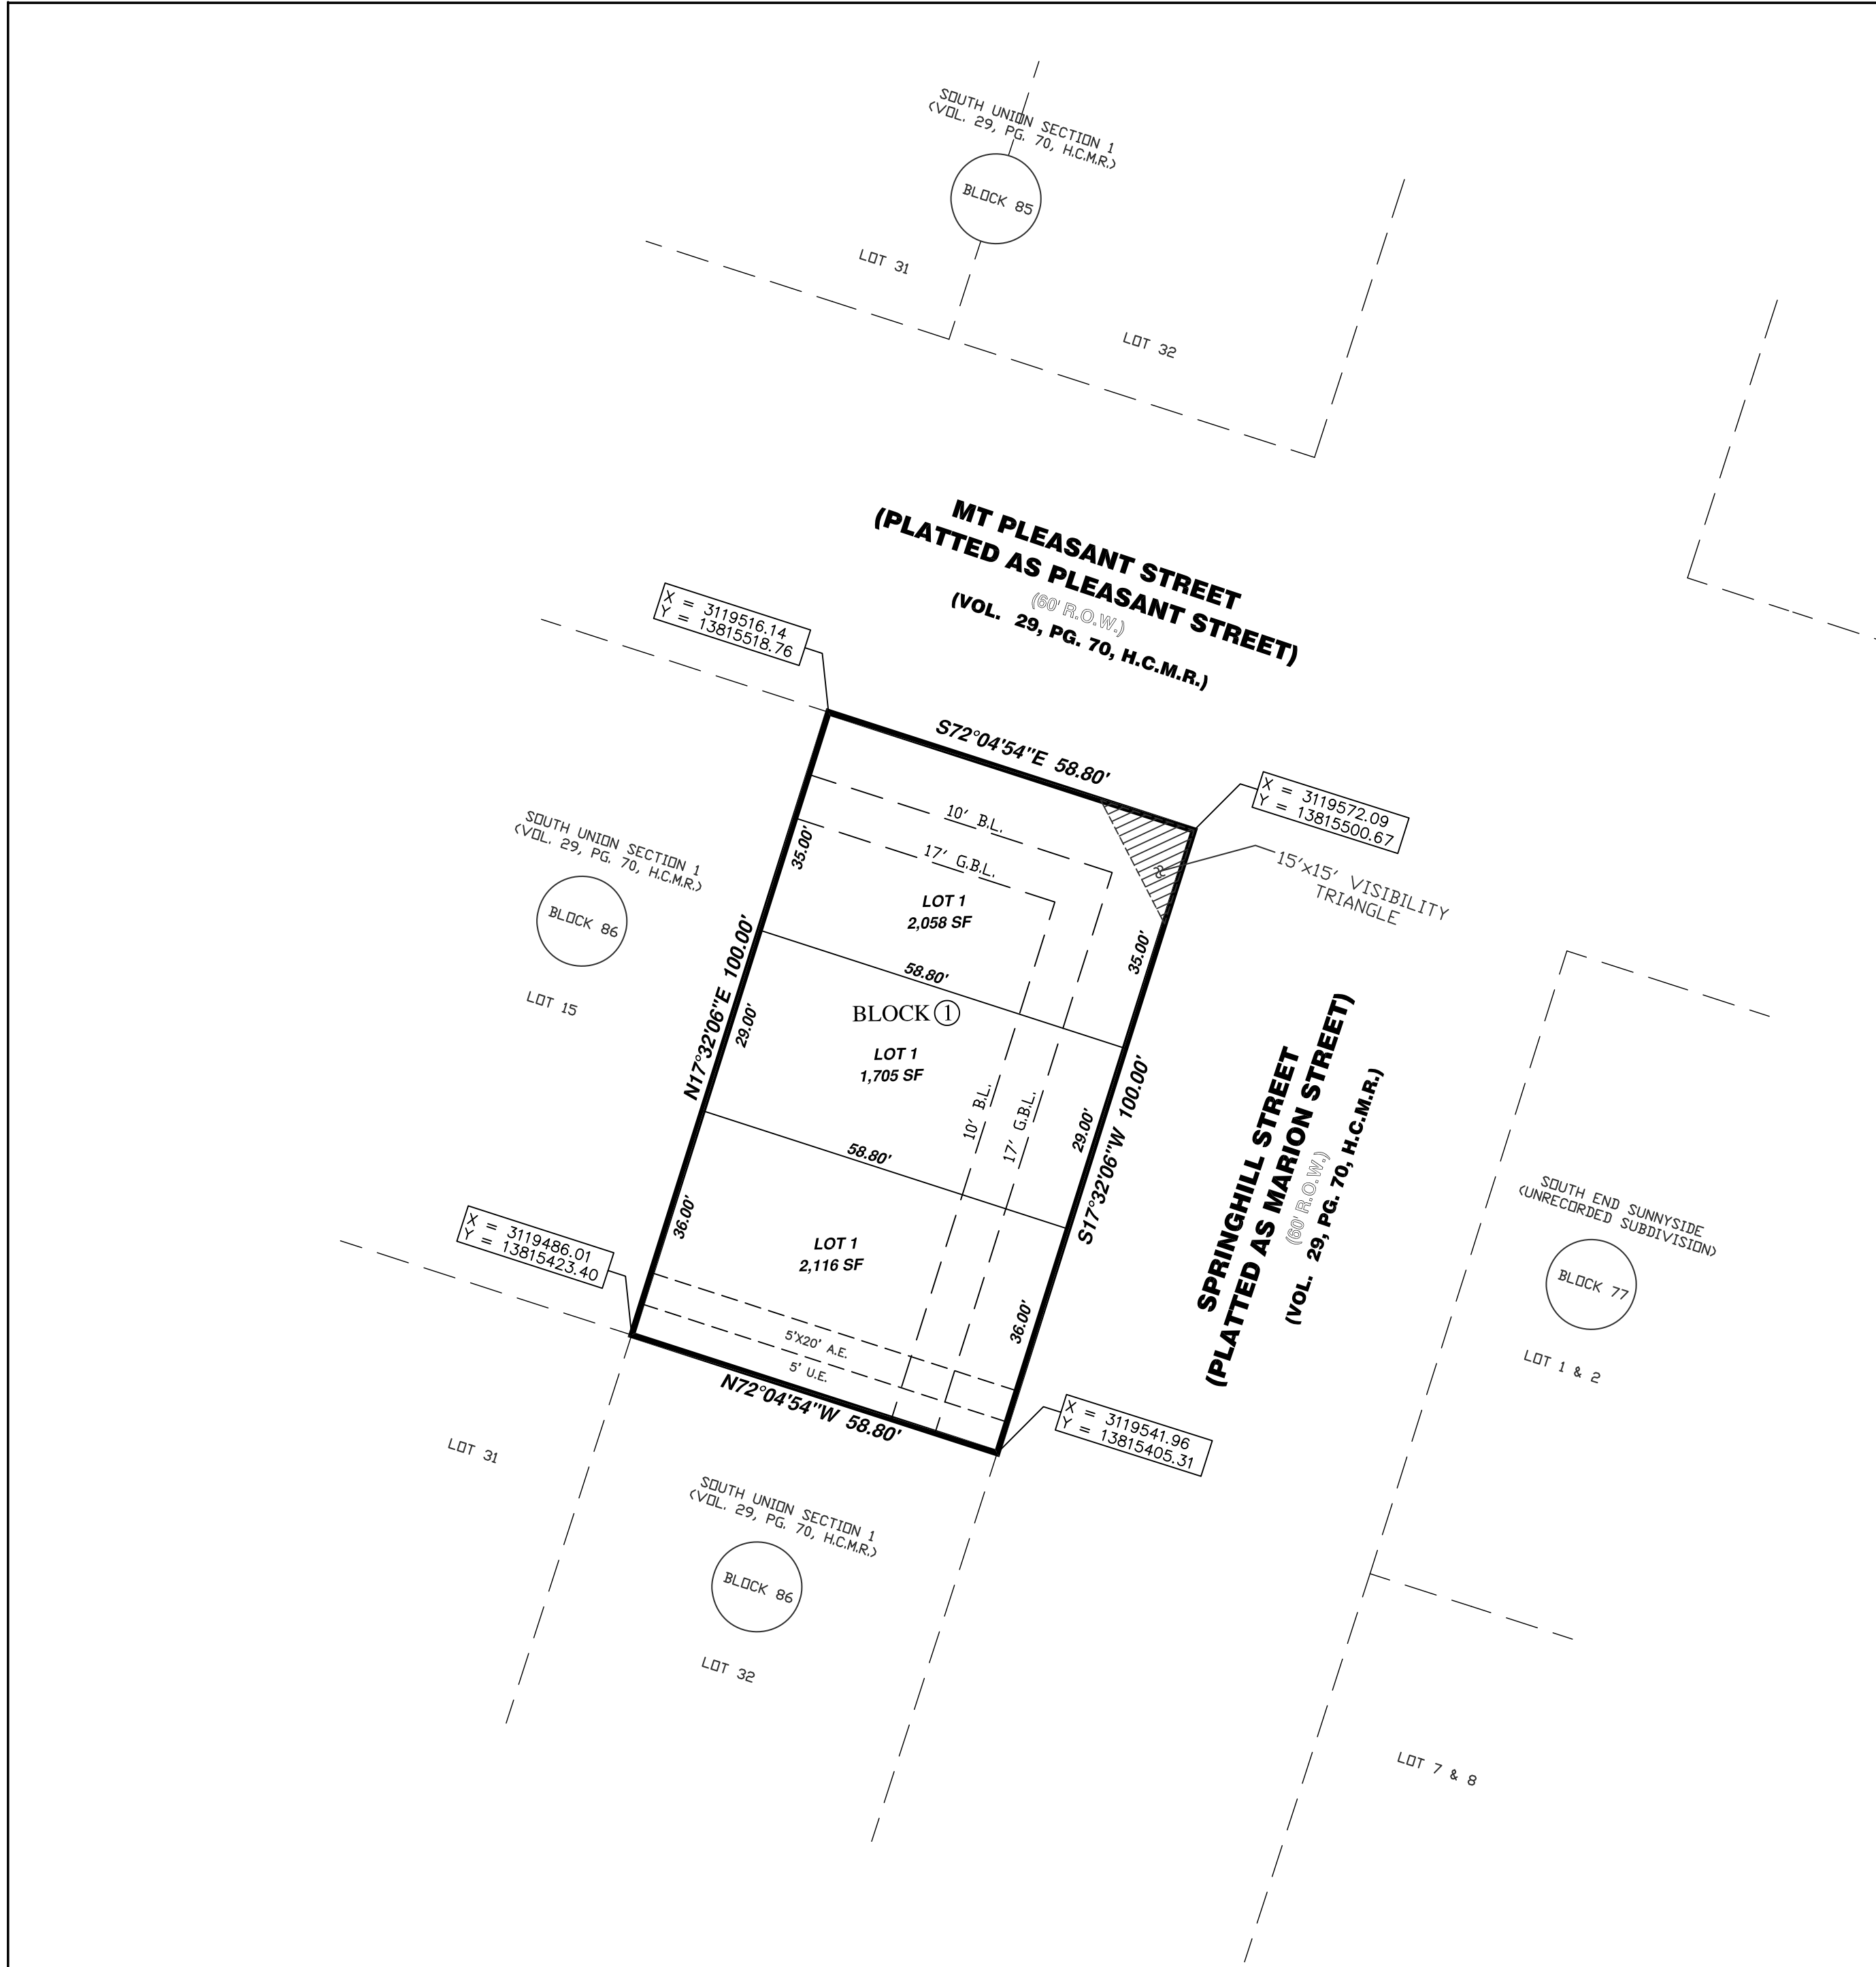 SOUTH UNION SECTION 1
(VOL. 29, PG. 70, H.C.M.R.)
BLOCK 85
LOT 31
LOT 32
MT PLEASANT STREET
(PLATTED AS PLEASANT STREET)
(60' R.O.W.)
(VOL. 29, PG. 70, H.C.M.R.)
X = 3119516.14
Y = 13815518.76
S72°04'54"E 58.80'
X = 3119572.09
Y = 13815500.67
15'x15' VISIBILITY
TRIANGLE
10' B.L.
17' G.B.L.
35.00'
LOT 1
2,058 SF
35.00'
58.80'
SOUTH UNION SECTION 1
(VOL. 29, PG. 70, H.C.M.R.)
BLOCK 86
LOT 15
N17°32'06"E 100.00'
BLOCK 1
29.00'
LOT 1
1,705 SF
10' B.L.
17' G.B.L.
29.00'
S17°32'06"W 100.00'
58.80'
SPRINGHILL STREET
(PLATTED AS MARION STREET)
(60' R.O.W.)
(VOL. 29, PG. 70, H.C.M.R.)
36.00'
LOT 1
2,116 SF
36.00'
X = 3119486.01
Y = 13815423.40
5'X20' A.E.
5' U.E.
N72°04'54"W 58.80'
X = 3119541.96
Y = 13815405.31
SOUTH END SUNNYSIDE
(UNRECORDED SUBDIVISION)
BLOCK 77
LOT 1 & 2
LOT 31
SOUTH UNION SECTION 1
(VOL. 29, PG. 70, H.C.M.R.)
BLOCK 86
LOT 32
LOT 7 & 8